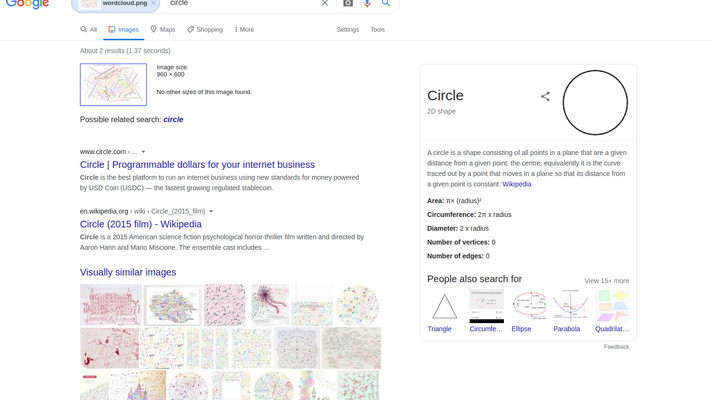 Google
wordcloud.png ×
circle
All
Images
Maps
Shopping
More
Settings
Tools
About 2 results (1.37 seconds)
Image size:
960 × 600
No other sizes of this image found.
Possible related search: circle
www.circle.com › ...
Circle | Programmable dollars for your internet business
Circle is the best platform to run an internet business using new standards for money powered
by USD Coin (USDC) — the fastest growing regulated stablecoin.
en.wikipedia.org › wiki › Circle_(2015_film)
Circle (2015 film) - Wikipedia
Circle is a 2015 American science fiction psychological horror-thriller film written and directed by
Aaron Hann and Mario Miscione. The ensemble cast includes ...
Visually similar images
Circle
2D shape
A circle is a shape consisting of all points in a plane that are a given
distance from a given point, the centre; equivalently it is the curve
traced out by a point that moves in a plane so that its distance from
a given point is constant. Wikipedia
Area: π× (radius)²
Circumference: 2π x radius
Diameter: 2 x radius
Number of vertices: 0
Number of edges: 0
People also search for
View 15+ more
Triangle
Circumfe...
Ellipse
Parabola
Quadrilat...
Feedback